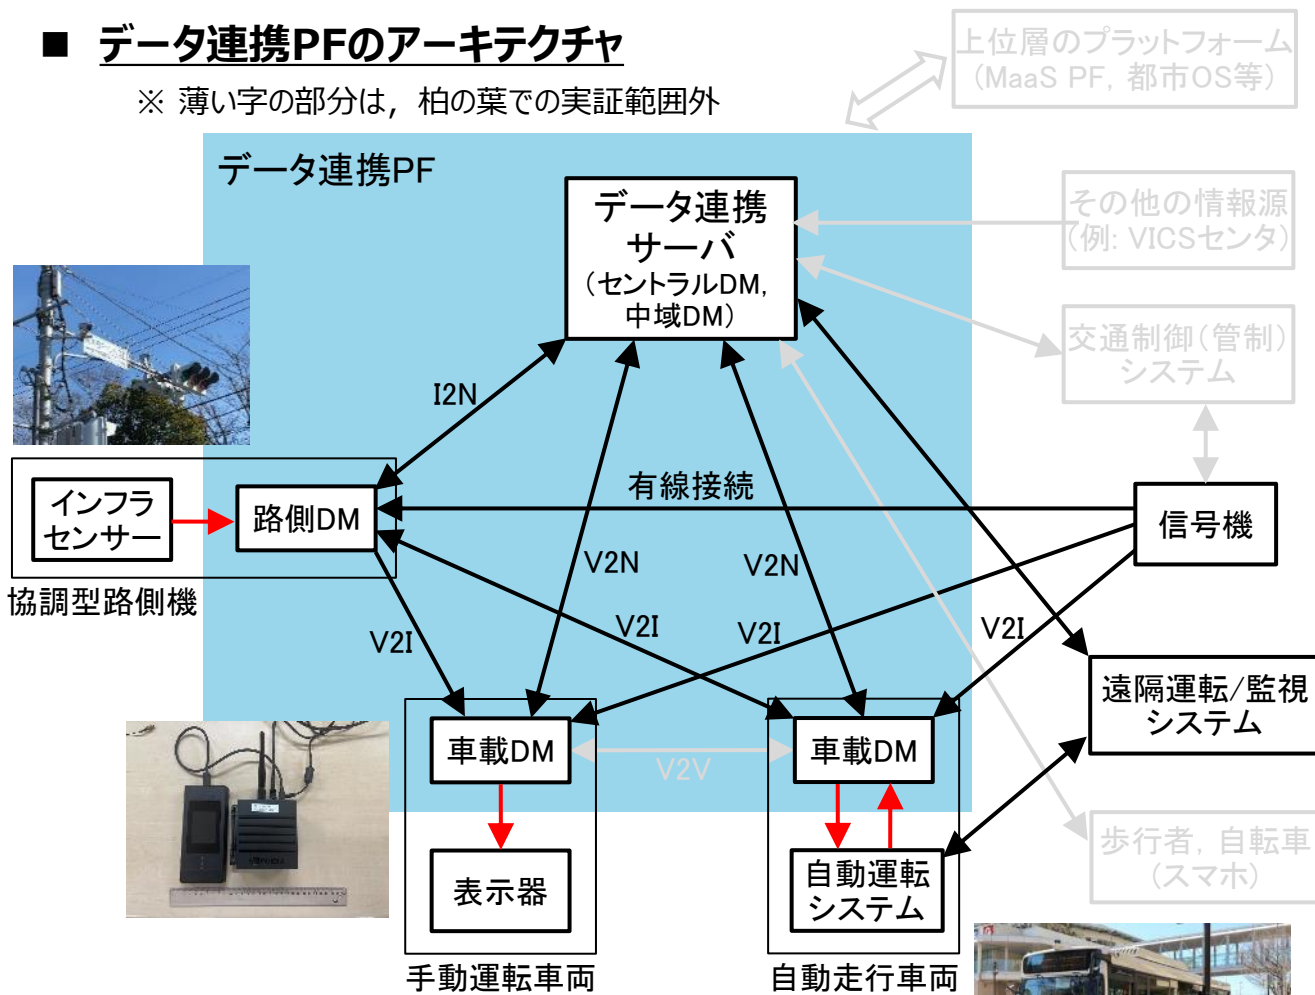 ■ データ連携PFのアーキテクチャ
※ 薄い字の部分は，柏の葉での実証範囲外
上位層のプラットフォーム
(MaaS PF，都市OS等)
データ連携PF
データ連携
サーバ
(セントラルDM，
中域DM)
その他の情報源
(例: VICSセンタ)
交通制御(管制)
システム
I2N
有線接続
インフラ
センサー
路側DM
信号機
協調型路側機
V2N
V2N
V2I
V2I
V2I
V2I
遠隔運転/監視
システム
車載DM
V2V
車載DM
表示器
自動運転
システム
歩行者，自転車
(スマホ)
手動運転車両
自動走行車両